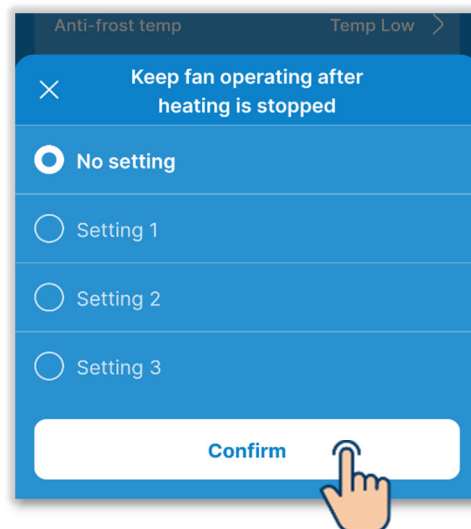 Anti-frost temp Temp Low
Keep fan operating after
heating is stopped
No setting
Setting 1
Setting 2
Setting 3
Confirm